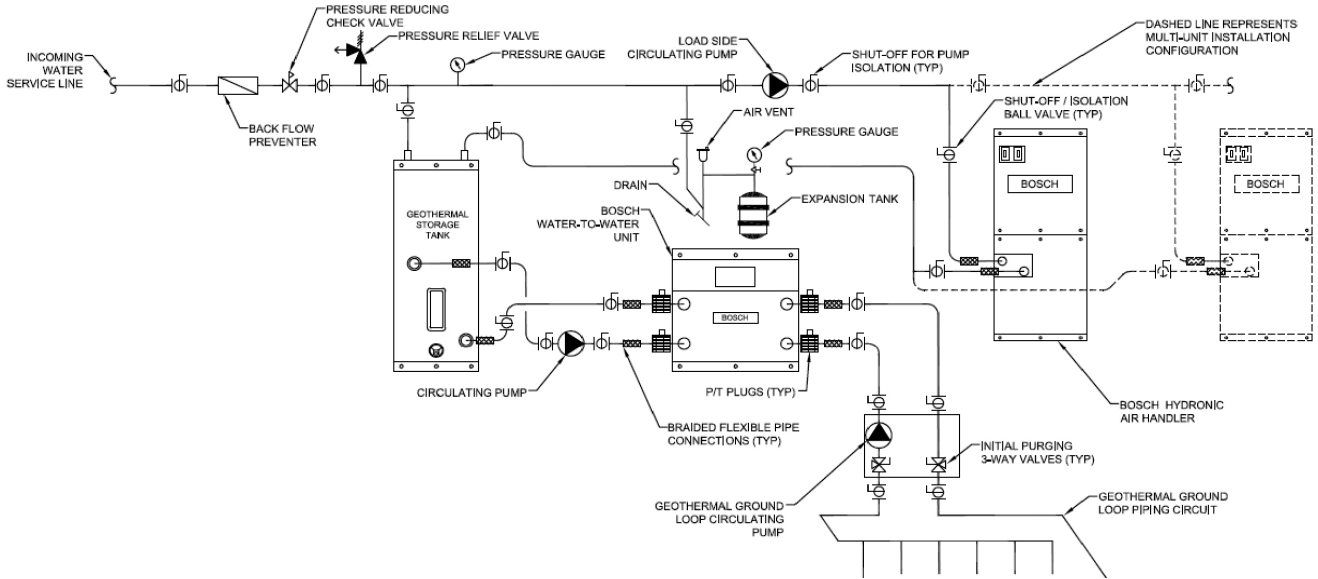 PRESSURE REDUCING
CHECK VALVE
PRESSURE RELIEF VALVE
PRESSURE GAUGE
LOAD SIDE
CIRCULATING PUMP
SHUT-OFF FOR PUMP
ISOLATION (TYP)
DASHED LINE REPRESENTS
MULTI-UNIT INSTALLATION
CONFIGURATION
INCOMING
WATER
SERVICE LINE
BACK FLOW
PREVENTER
AIR VENT
PRESSURE GAUGE
SHUT-OFF / ISOLATION
BALL VALVE (TYP)
DRAIN
EXPANSION TANK
BOSCH
WATER-TO-WATER
UNIT
GEOTHERMAL
STORAGE
TANK
BOSCH
BOSCH
BOSCH
CIRCULATING PUMP
P/T PLUGS (TYP)
BRAIDED FLEXIBLE PIPE
CONNECTIONS (TYP)
BOSCH HYDRONIC
AIR HANDLER
INITIAL PURGING
3-WAY VALVES (TYP)
GEOTHERMAL GROUND
LOOP CIRCULATING
PUMP
GEOTHERMAL GROUND
LOOP PIPING CIRCUIT